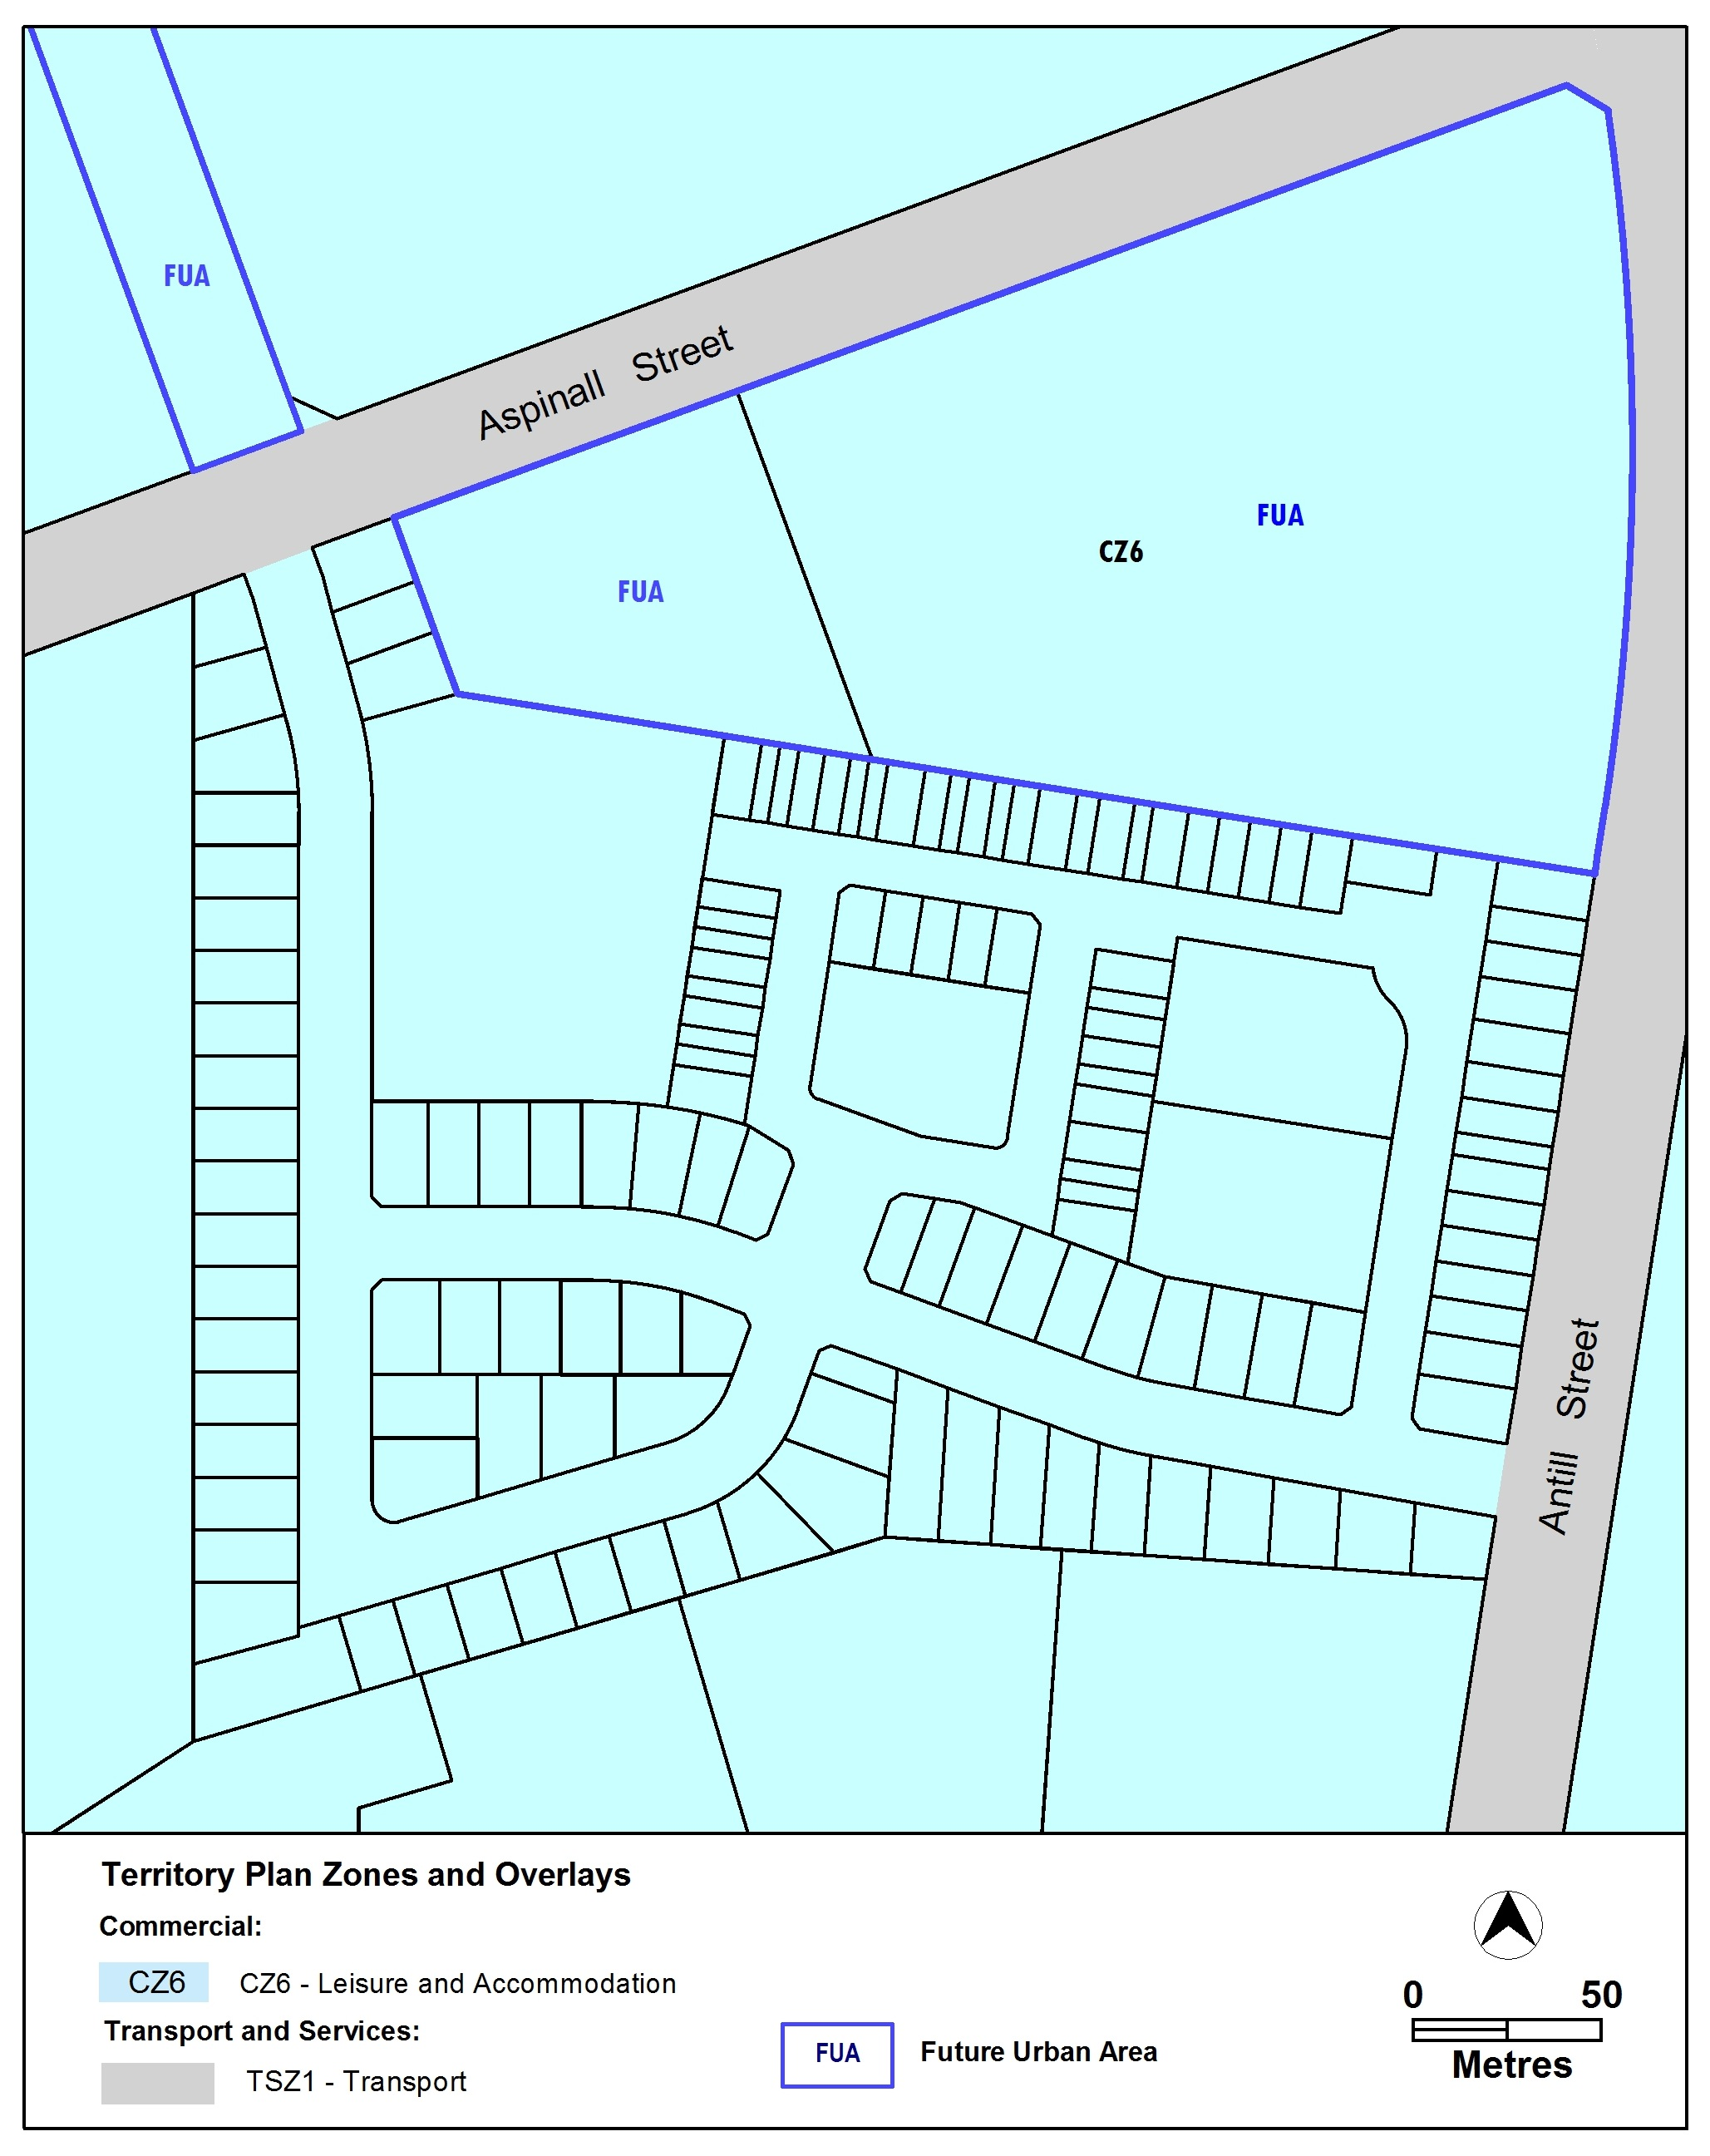 FUA
Aspinall Street
FUA
CZ6
FUA
Antill Street
Territory Plan Zones and Overlays
Commercial:
CZ6 CZ6 - Leisure and Accommodation
Transport and Services:
TSZ1 - Transport
FUA Future Urban Area
0 50
Metres